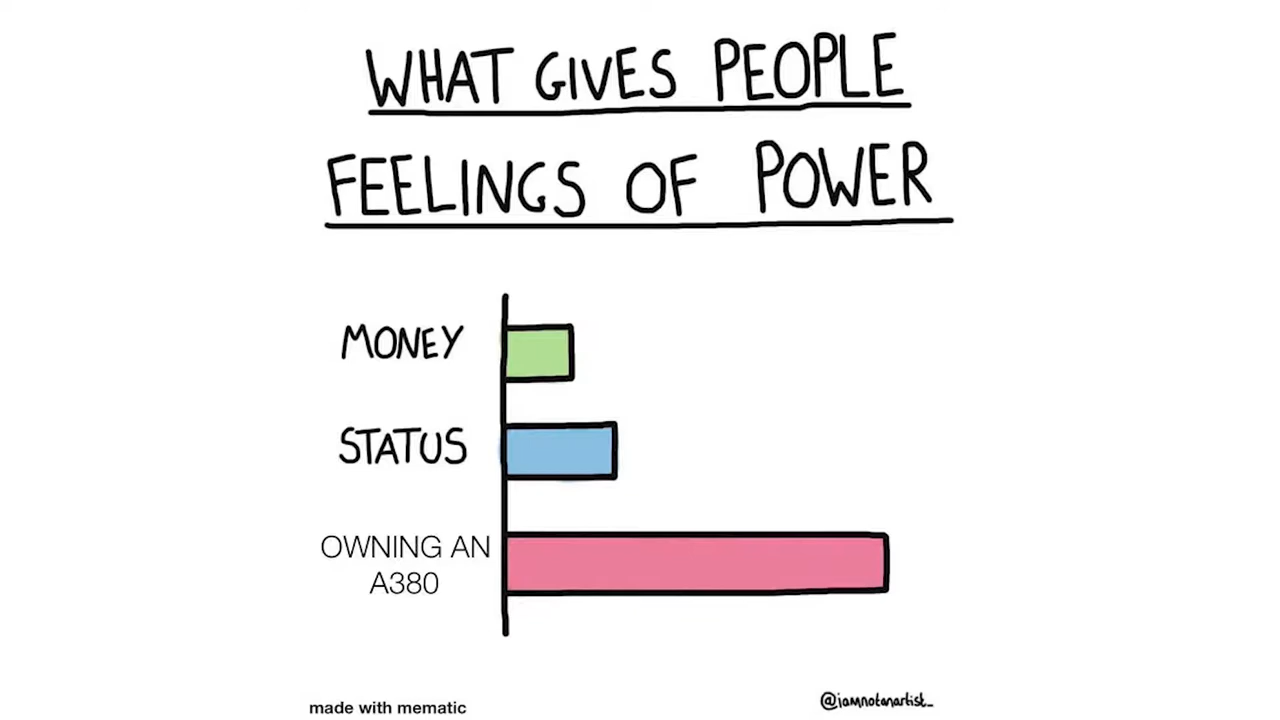 WHAT GIVES PEOPLE
FEELINGS OF POWER
MONEY
STATUS
OWNING AN
A380
made with mematic
@iamnotanartist_